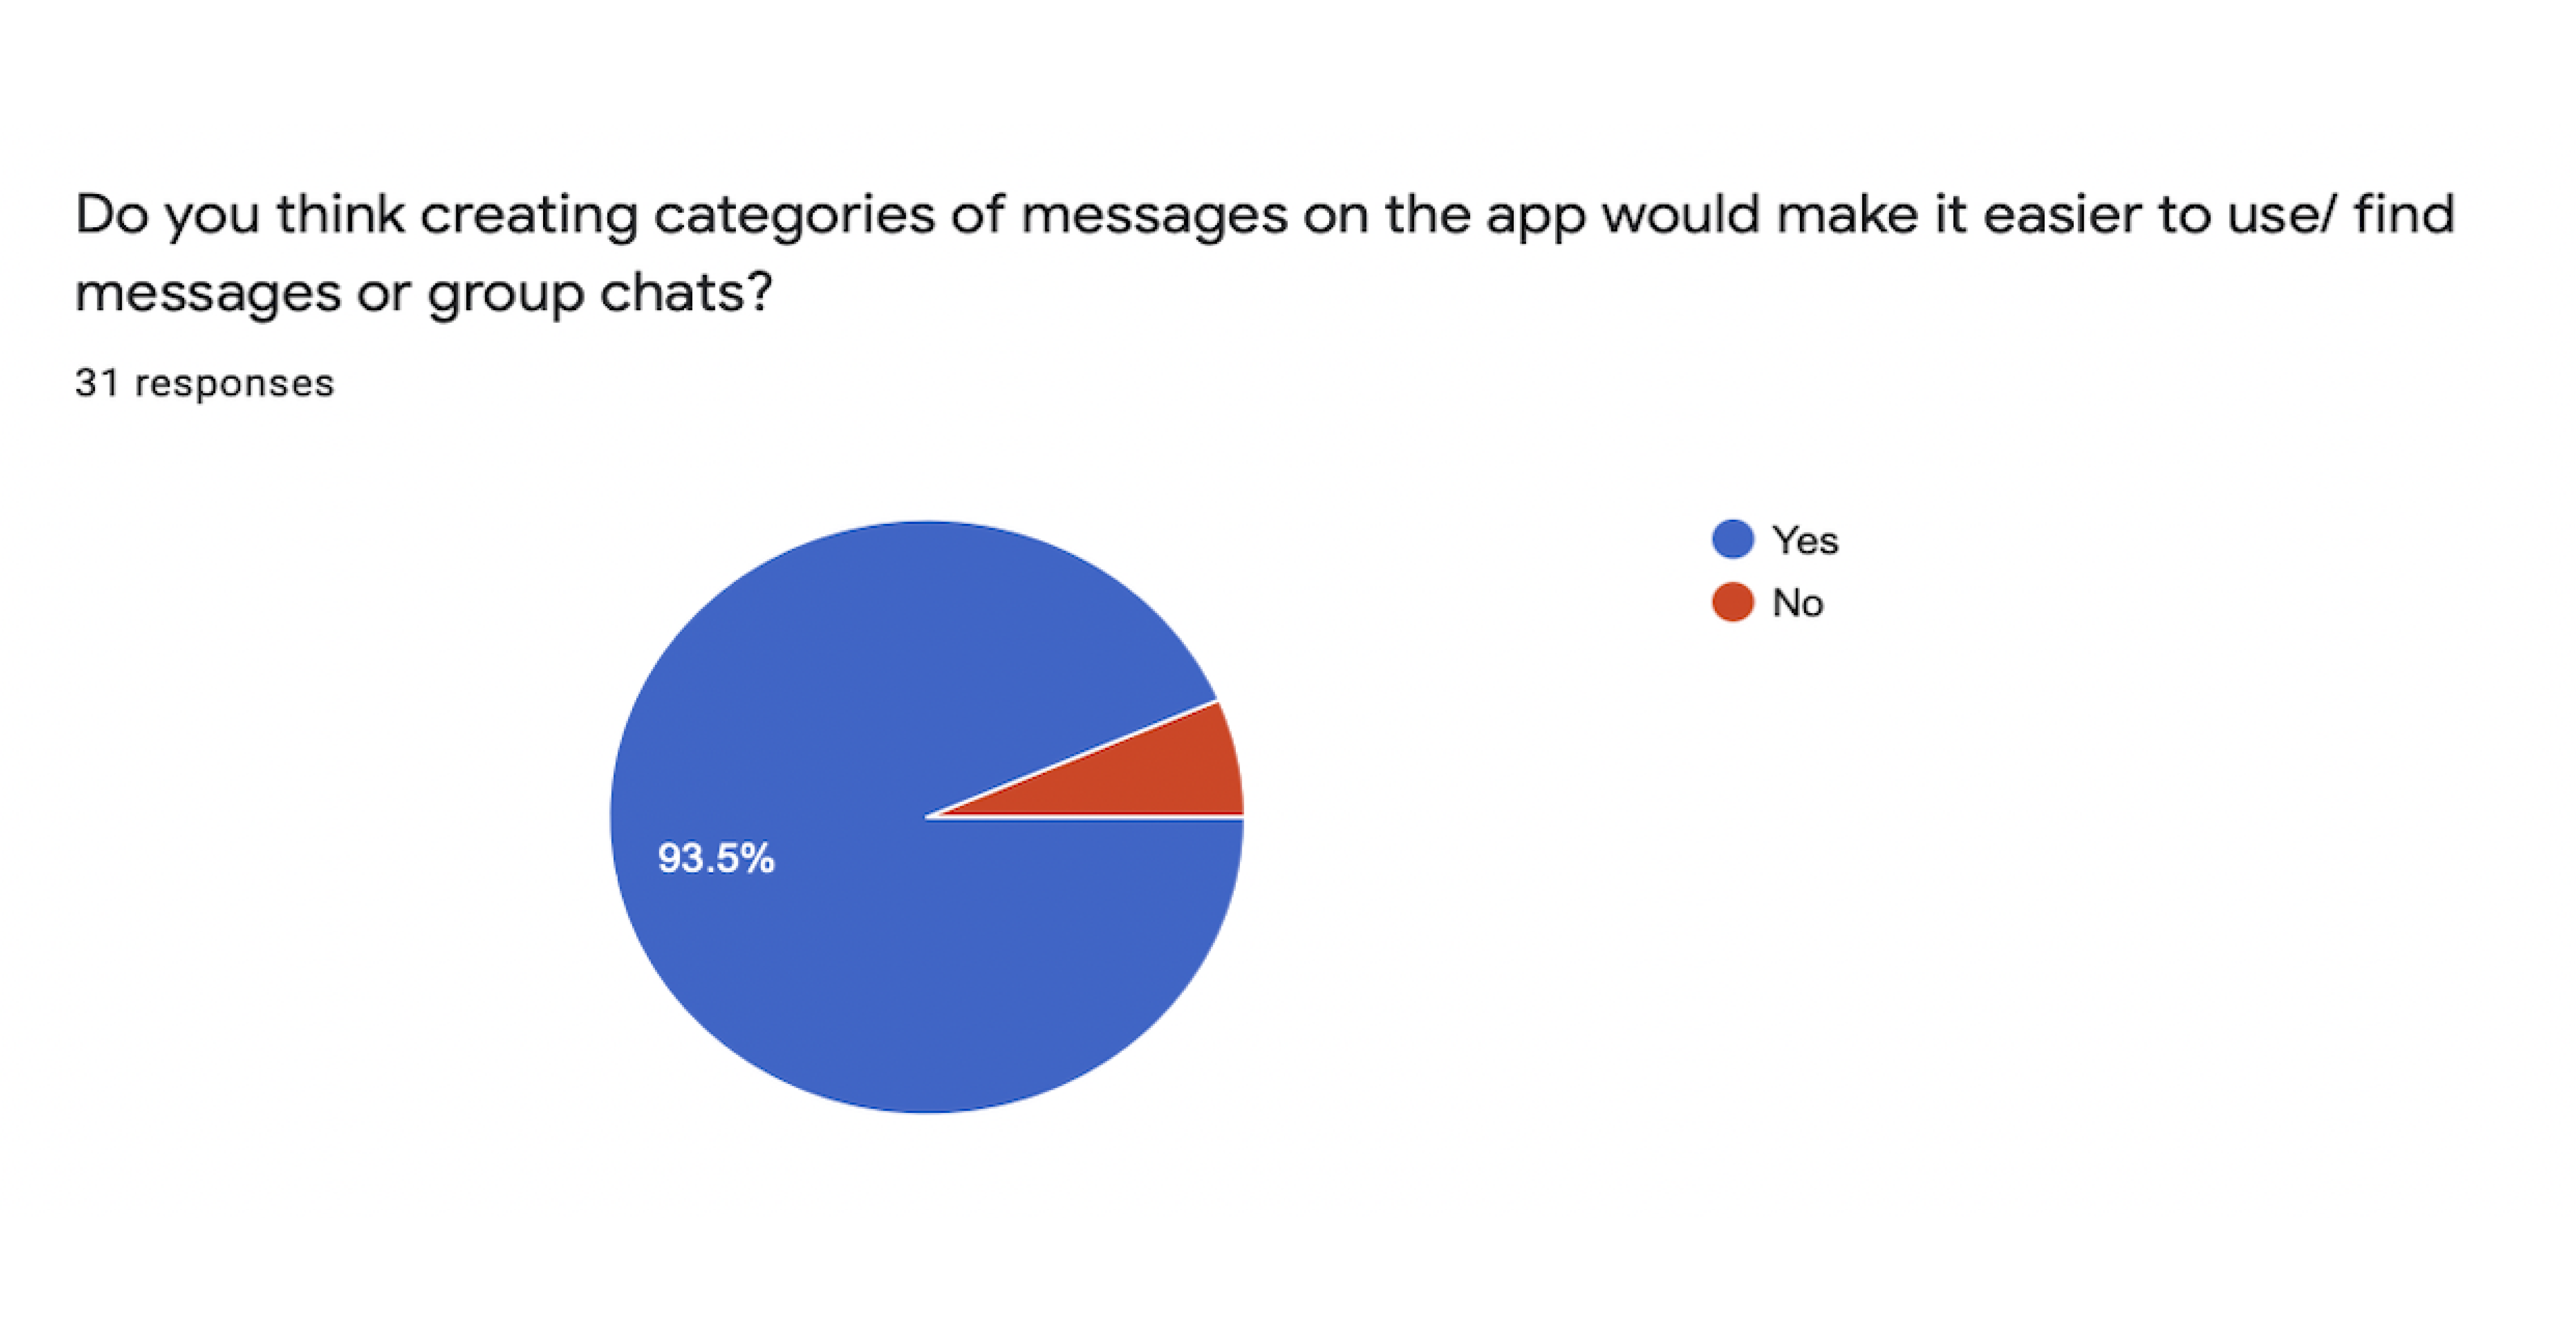 Do you think creating categories of messages on the app would make it easier to use/ find
messages or group chats?
31 responses
Yes
No
93.5%